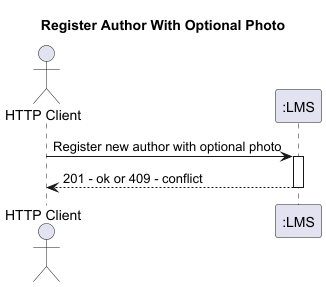 Register Author With Optional Photo
HTTP Client
:LMS
Register new author with optional photo
201 - ok or 409 - conflict
HTTP Client
:LMS